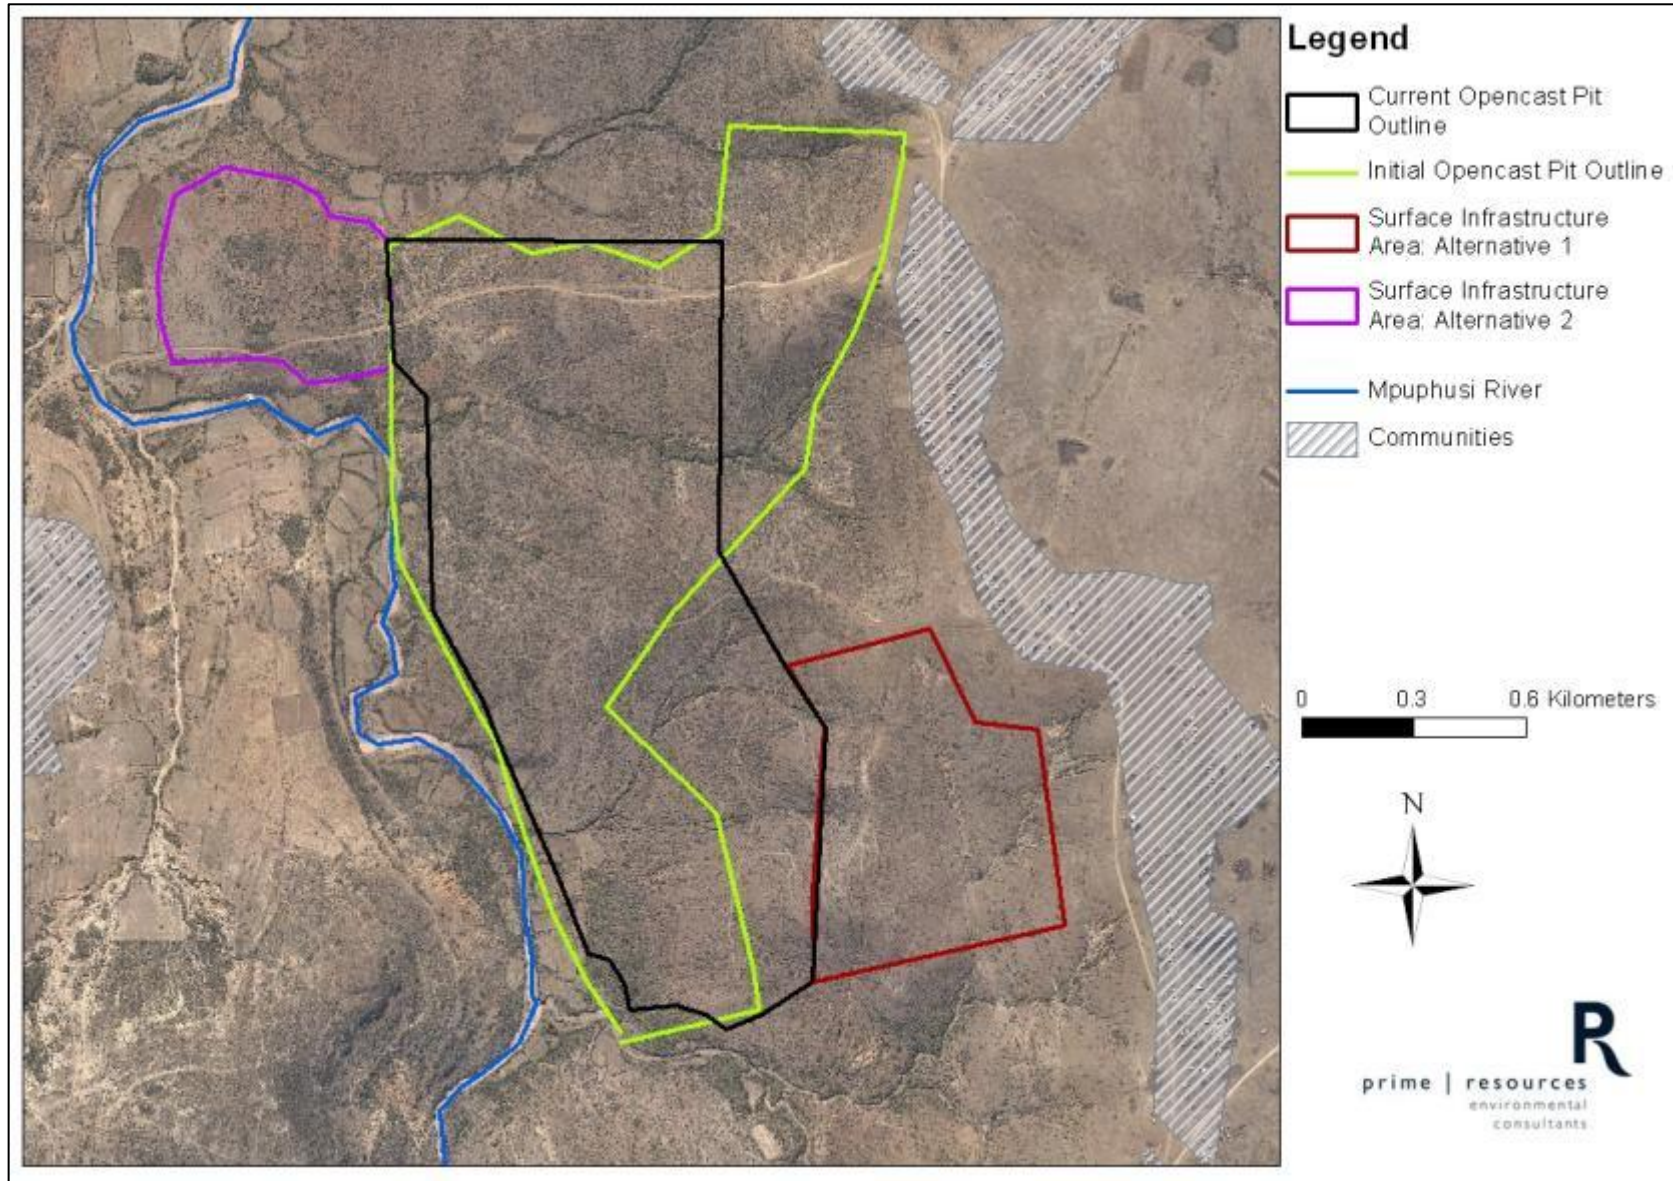 Legend
Current Opencast Pit
Outline
Initial Opencast Pit Outline
Surface Infrastructure
Area: Alternative 1
Surface Infrastructure
Area: Alternative 2
Mpuphusi River
Communities
0 0.3 0.6 Kilometers
N
PR
prime | resources
environmental
consultants